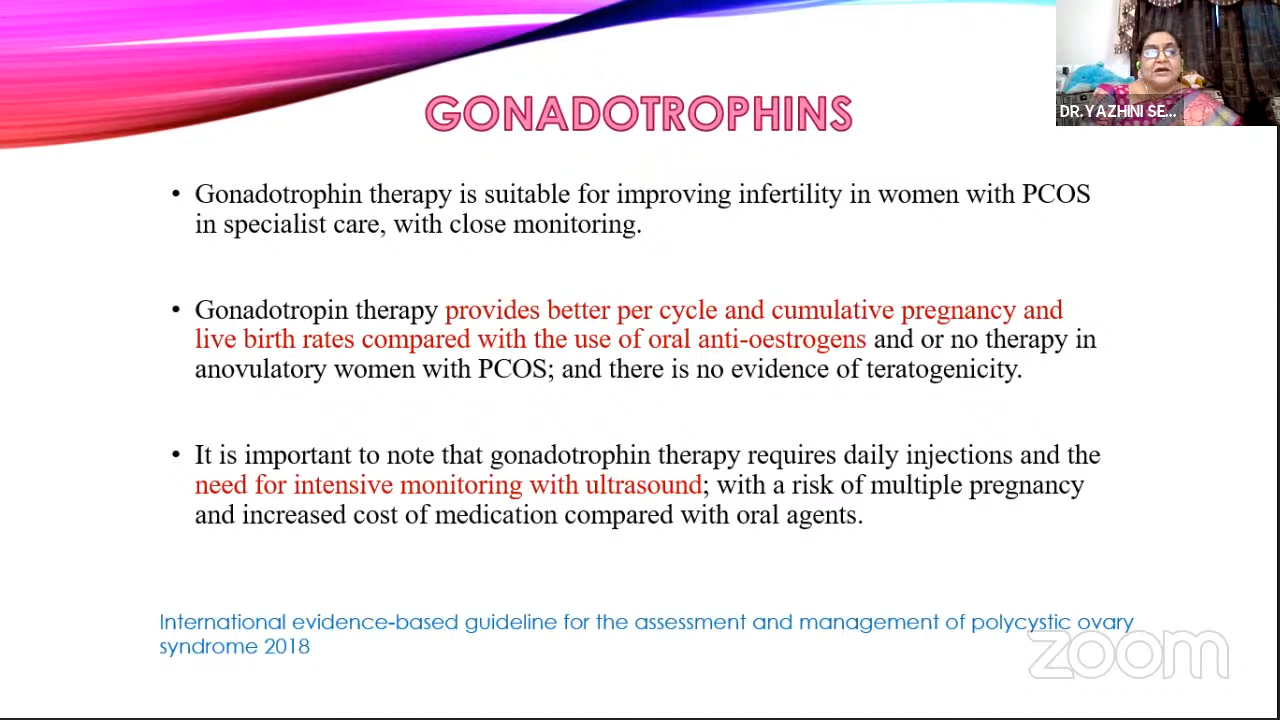 GONADOTROPHINS
DR.YAZHINI SE...
• Gonadotrophin therapy is suitable for improving infertility in women with PCOS
in specialist care, with close monitoring.
• Gonadotropin therapy provides better per cycle and cumulative pregnancy and
live birth rates compared with the use of oral anti-oestrogens and or no therapy in
anovulatory women with PCOS; and there is no evidence of teratogenicity.
• It is important to note that gonadotrophin therapy requires daily injections and the
need for intensive monitoring with ultrasound; with a risk of multiple pregnancy
and increased cost of medication compared with oral agents.
International evidence-based guideline for the assessment and management of polycystic ovary
syndrome 2018
zoom